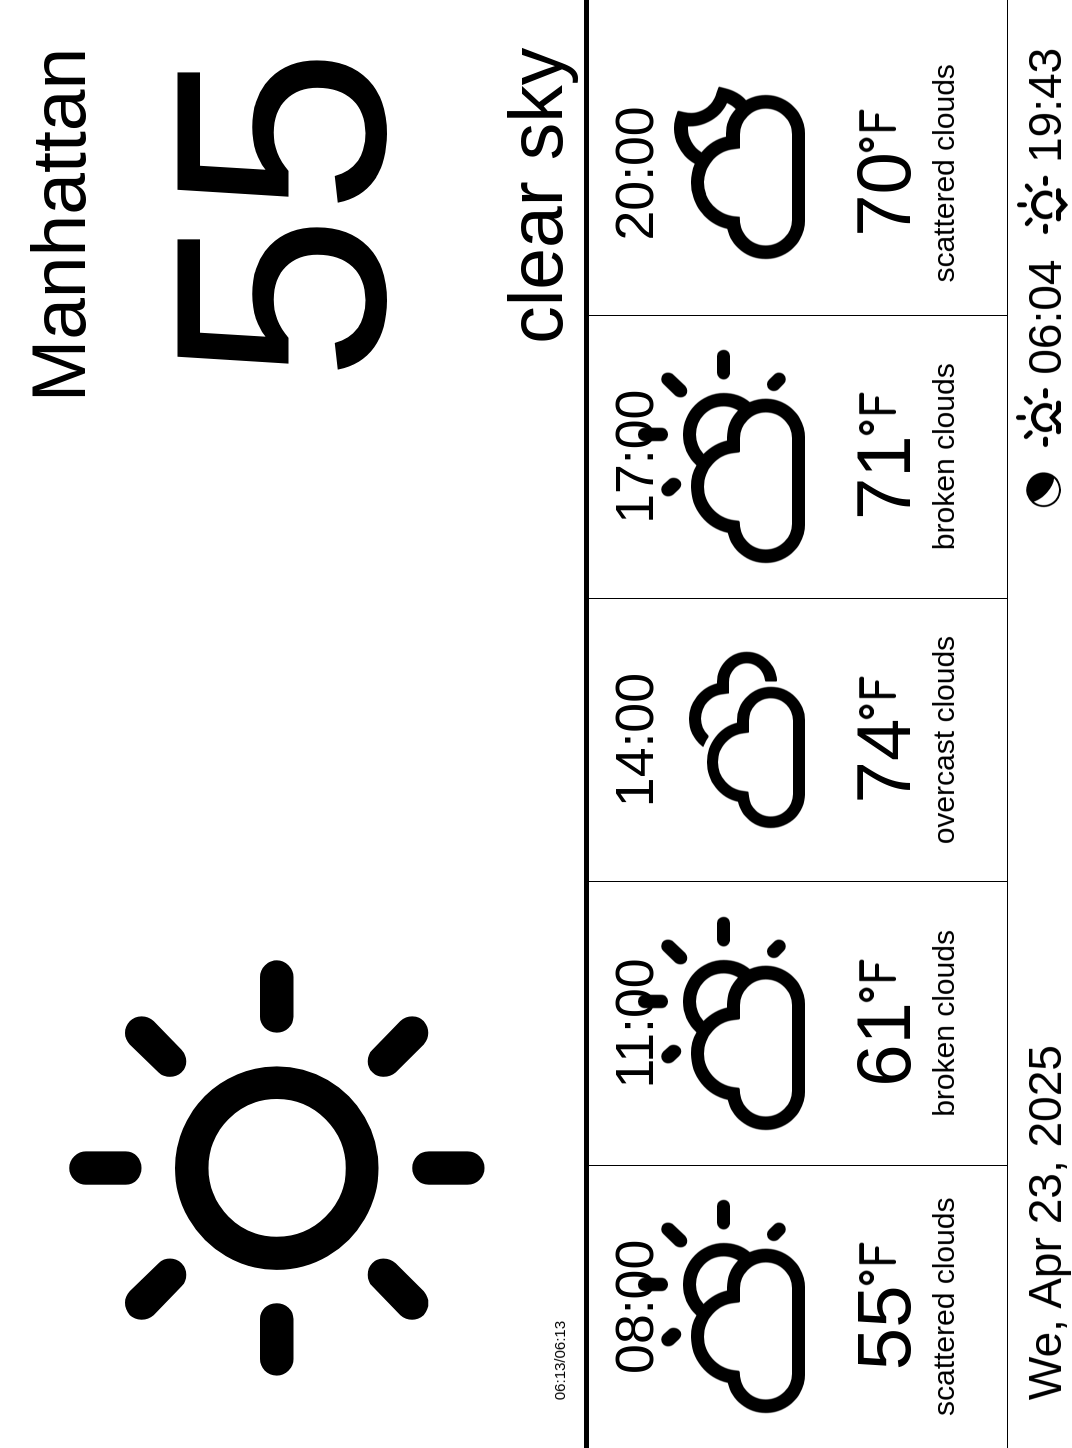 Manhattan
55
clear sky
06:13/06:13
08:00 11:00 14:00 17:00 20:00
55°F 61°F 74°F 71°F 70°F
scattered clouds broken clouds overcast clouds broken clouds scattered clouds
We, Apr 23, 2025 06:04 19:43